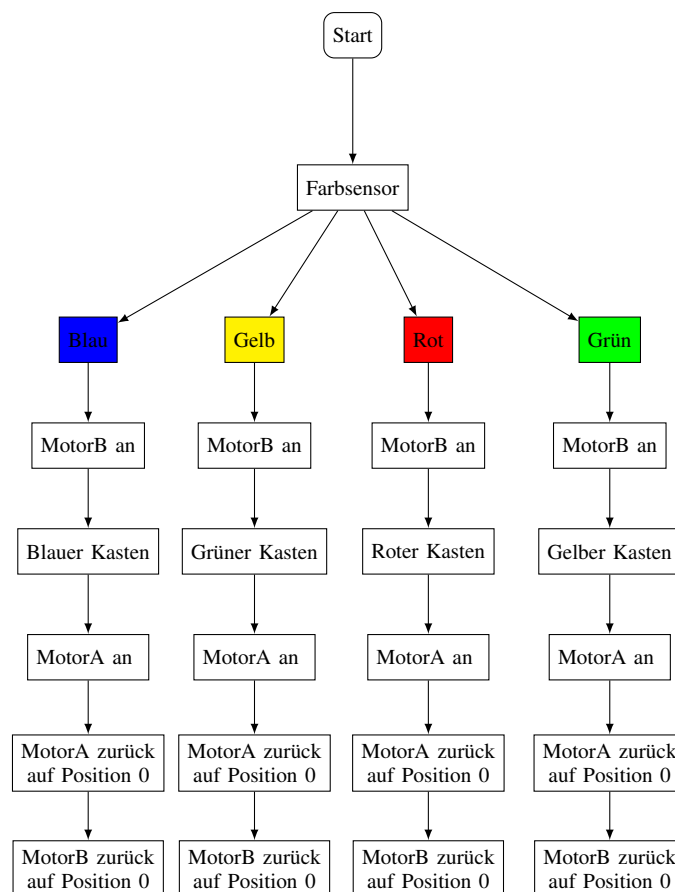 Start
Farbsensor
Blau
Gelb
Rot
Grün
MotorB an
MotorB an
MotorB an
MotorB an
Blauer Kasten
Grüner Kasten
Roter Kasten
Gelber Kasten
MotorA an
MotorA an
MotorA an
MotorA an
MotorA zurück
auf Position 0
MotorA zurück
auf Position 0
MotorA zurück
auf Position 0
MotorA zurück
auf Position 0
MotorB zurück
auf Position 0
MotorB zurück
auf Position 0
MotorB zurück
auf Position 0
MotorB zurück
auf Position 0